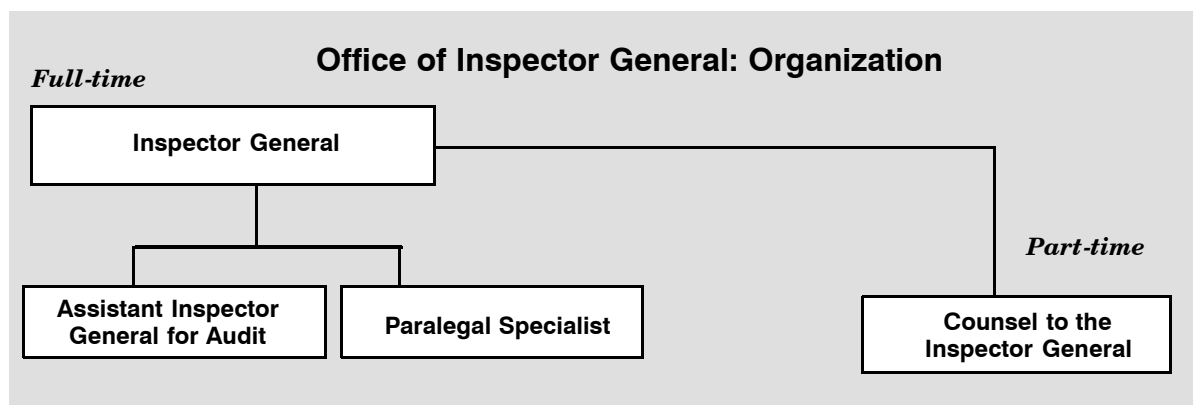 Office of Inspector General: Organization
Full-time
Inspector General
Part-time
Assistant Inspector
General for Audit
Paralegal Specialist
Counsel to the
Inspector General